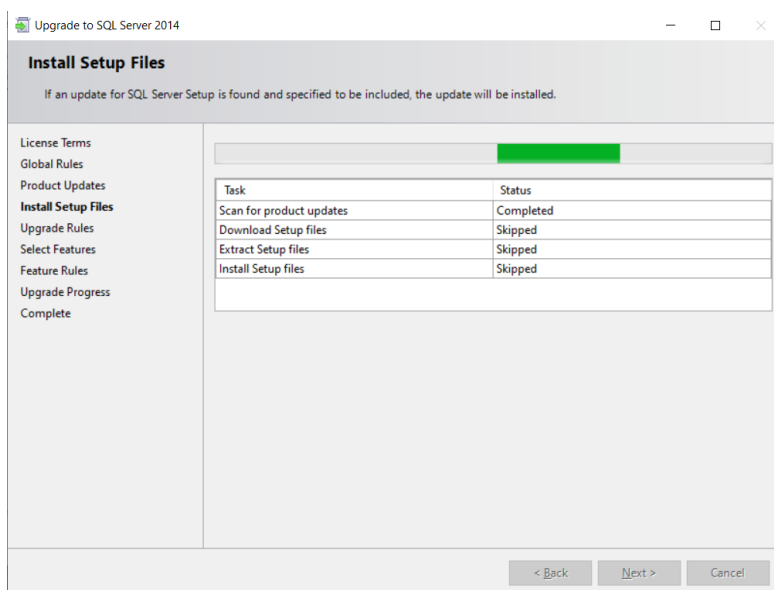 Upgrade to SQL Server 2014
Install Setup Files
If an update for SQL Server Setup is found and specified to be included, the update will be installed.
License Terms
Global Rules
Product Updates
Install Setup Files
Upgrade Rules
Select Features
Feature Rules
Upgrade Progress
Complete
Task Status
Scan for product updates Completed
Download Setup files Skipped
Extract Setup files Skipped
Install Setup files Skipped
< Back Next > Cancel